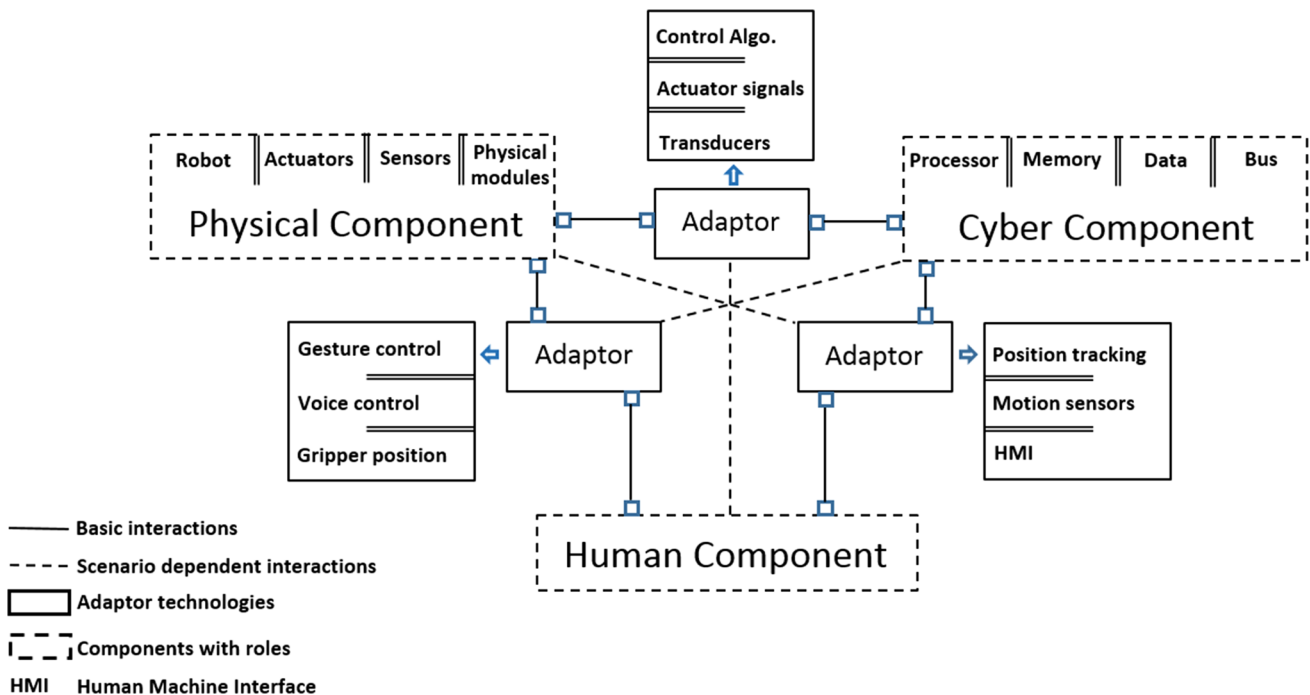 Control Algo.
Actuator signals
Transducers
Robot
Actuators
Sensors
Physical
modules
Physical Component
Adaptor
Processor
Memory
Data
Bus
Cyber Component
Gesture control
Voice control
Gripper position
Adaptor
Adaptor
Position tracking
Motion sensors
HMI
Human Component
Basic interactions
Scenario dependent interactions
Adaptor technologies
Components with roles
HMI Human Machine Interface